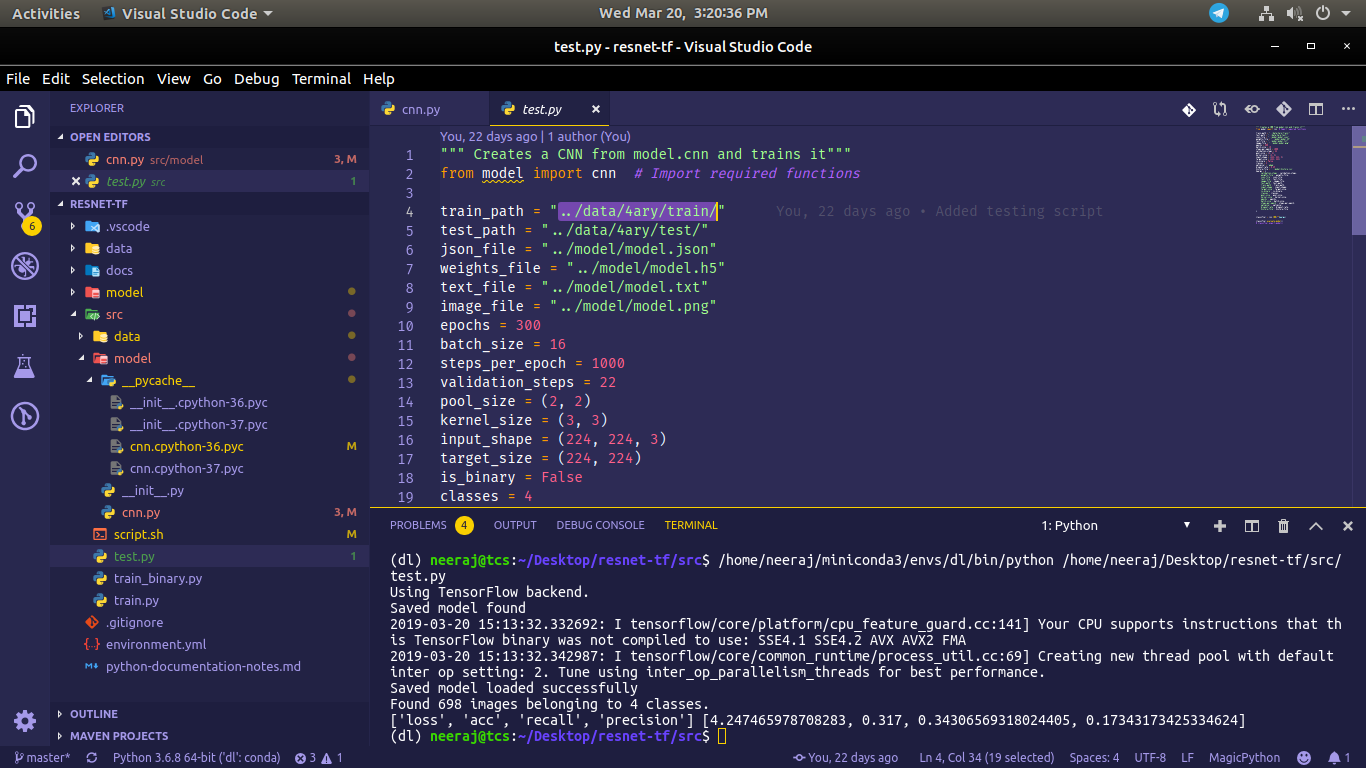 Activities
Visual Studio Code
Wed Mar 20, 3:20:36 PM
test.py - resnet-tf - Visual Studio Code
File Edit Selection View Go Debug Terminal Help
EXPLORER
OPEN EDITORS
cnn.py src/model 3, M
test.py src 1
RESNET-TF
.vscode
data
docs
model
src
data
model
__pycache__
__init__.cpython-36.pyc
__init__.cpython-37.pyc
cnn.cpython-36.pyc M
cnn.cpython-37.pyc
__init__.py
cnn.py 3, M
script.sh M
test.py 1
train_binary.py
train.py
.gitignore
environment.yml
python-documentation-notes.md
OUTLINE
MAVEN PROJECTS
6
cnn.py
test.py
You, 22 days ago | 1 author (You)
1 """ Creates a CNN from model.cnn and trains it"""
2 from model import cnn  # Import required functions
3
4 train_path = "../data/4ary/train/" You, 22 days ago • Added testing script
5 test_path = "../data/4ary/test/"
6 json_file = "../model/model.json"
7 weights_file = "../model/model.h5"
8 text_file = "../model/model.txt"
9 image_file = "../model/model.png"
10 epochs = 300
11 batch_size = 16
12 steps_per_epoch = 1000
13 validation_steps = 22
14 pool_size = (2, 2)
15 kernel_size = (3, 3)
16 input_shape = (224, 224, 3)
17 target_size = (224, 224)
18 is_binary = False
19 classes = 4
PROBLEMS 4 OUTPUT DEBUG CONSOLE TERMINAL 1: Python
(dl) neeraj@tcs:~/Desktop/resnet-tf/src$ /home/neeraj/miniconda3/envs/dl/bin/python /home/neeraj/Desktop/resnet-tf/src/
test.py
Using TensorFlow backend.
Saved model found
2019-03-20 15:13:32.332692: I tensorflow/core/platform/cpu_feature_guard.cc:141] Your CPU supports instructions that th
is TensorFlow binary was not compiled to use: SSE4.1 SSE4.2 AVX AVX2 FMA
2019-03-20 15:13:32.342987: I tensorflow/core/common_runtime/process_util.cc:69] Creating new thread pool with default
inter op setting: 2. Tune using inter_op_parallelism_threads for best performance.
Saved model loaded successfully
Found 698 images belonging to 4 classes.
['loss', 'acc', 'recall', 'precision'] [4.247465978708283, 0.317, 0.34306569318024405, 0.17343173425334624]
(dl) neeraj@tcs:~/Desktop/resnet-tf/src$
master* Python 3.6.8 64-bit ('dl': conda) 3 1 You, 22 days ago Ln 4, Col 34 (19 selected) Spaces: 4 UTF-8 LF MagicPython 1